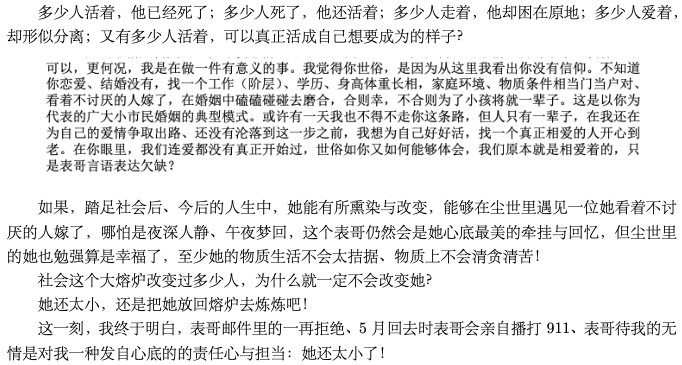 多少人活着，他已经死了；多少人死了，他还活着；多少人走着，他却困在原地；多少人爱着，
却形似分离；又有多少人活着，可以真正活成自己想要成为的样子?
可以，更何况，我是在做一件有意义的事。我觉得你世俗，是因为从这里我看出你没有信仰。不知道
你恋爱、结婚没有，找一个工作（阶层）、学历、身高体重长相，家庭环境、物质条件相当门当户对、
看着不讨厌的人嫁了，在婚姻中磕磕碰碰去磨合，合则幸，不合则为了小孩将就一辈子。这是以你为
代表的广大小市民婚姻的典型模式。或许有一天我也不得不走你这条路，但人只有一辈子，在我还在
为自己的爱情争取出路、还没有沦落到这一步之前，我想为自己好好活，找一个真正相爱的人开心到
老。在你眼里，我们连爱都没有真正开始过，世俗如你又如何能够体会，我们原本就是相爱着的，只
是表哥言语表达欠缺？
如果，踏足社会后、今后的人生中，她能有所熏染与改变，能够在尘世里遇见一位她看着不讨
厌的人嫁了，哪怕是夜深人静、午夜梦回，这个表哥仍然会是她心底最美的牵挂与回忆，但尘世里
的她也勉强算是幸福了，至少她的物质生活不会太拮据、物质上不会清贪清苦！
社会这个大熔炉改变过多少人，为什么就一定不会改变她?
她还太小，还是把她放回熔炉去炼炼吧！
这一刻，我终于明白，表哥邮件里的一再拒绝、5 月回去时表哥会亲自播打 911、表哥待我的无
情是对我一种发自心底的的责任心与担当：她还太小了！